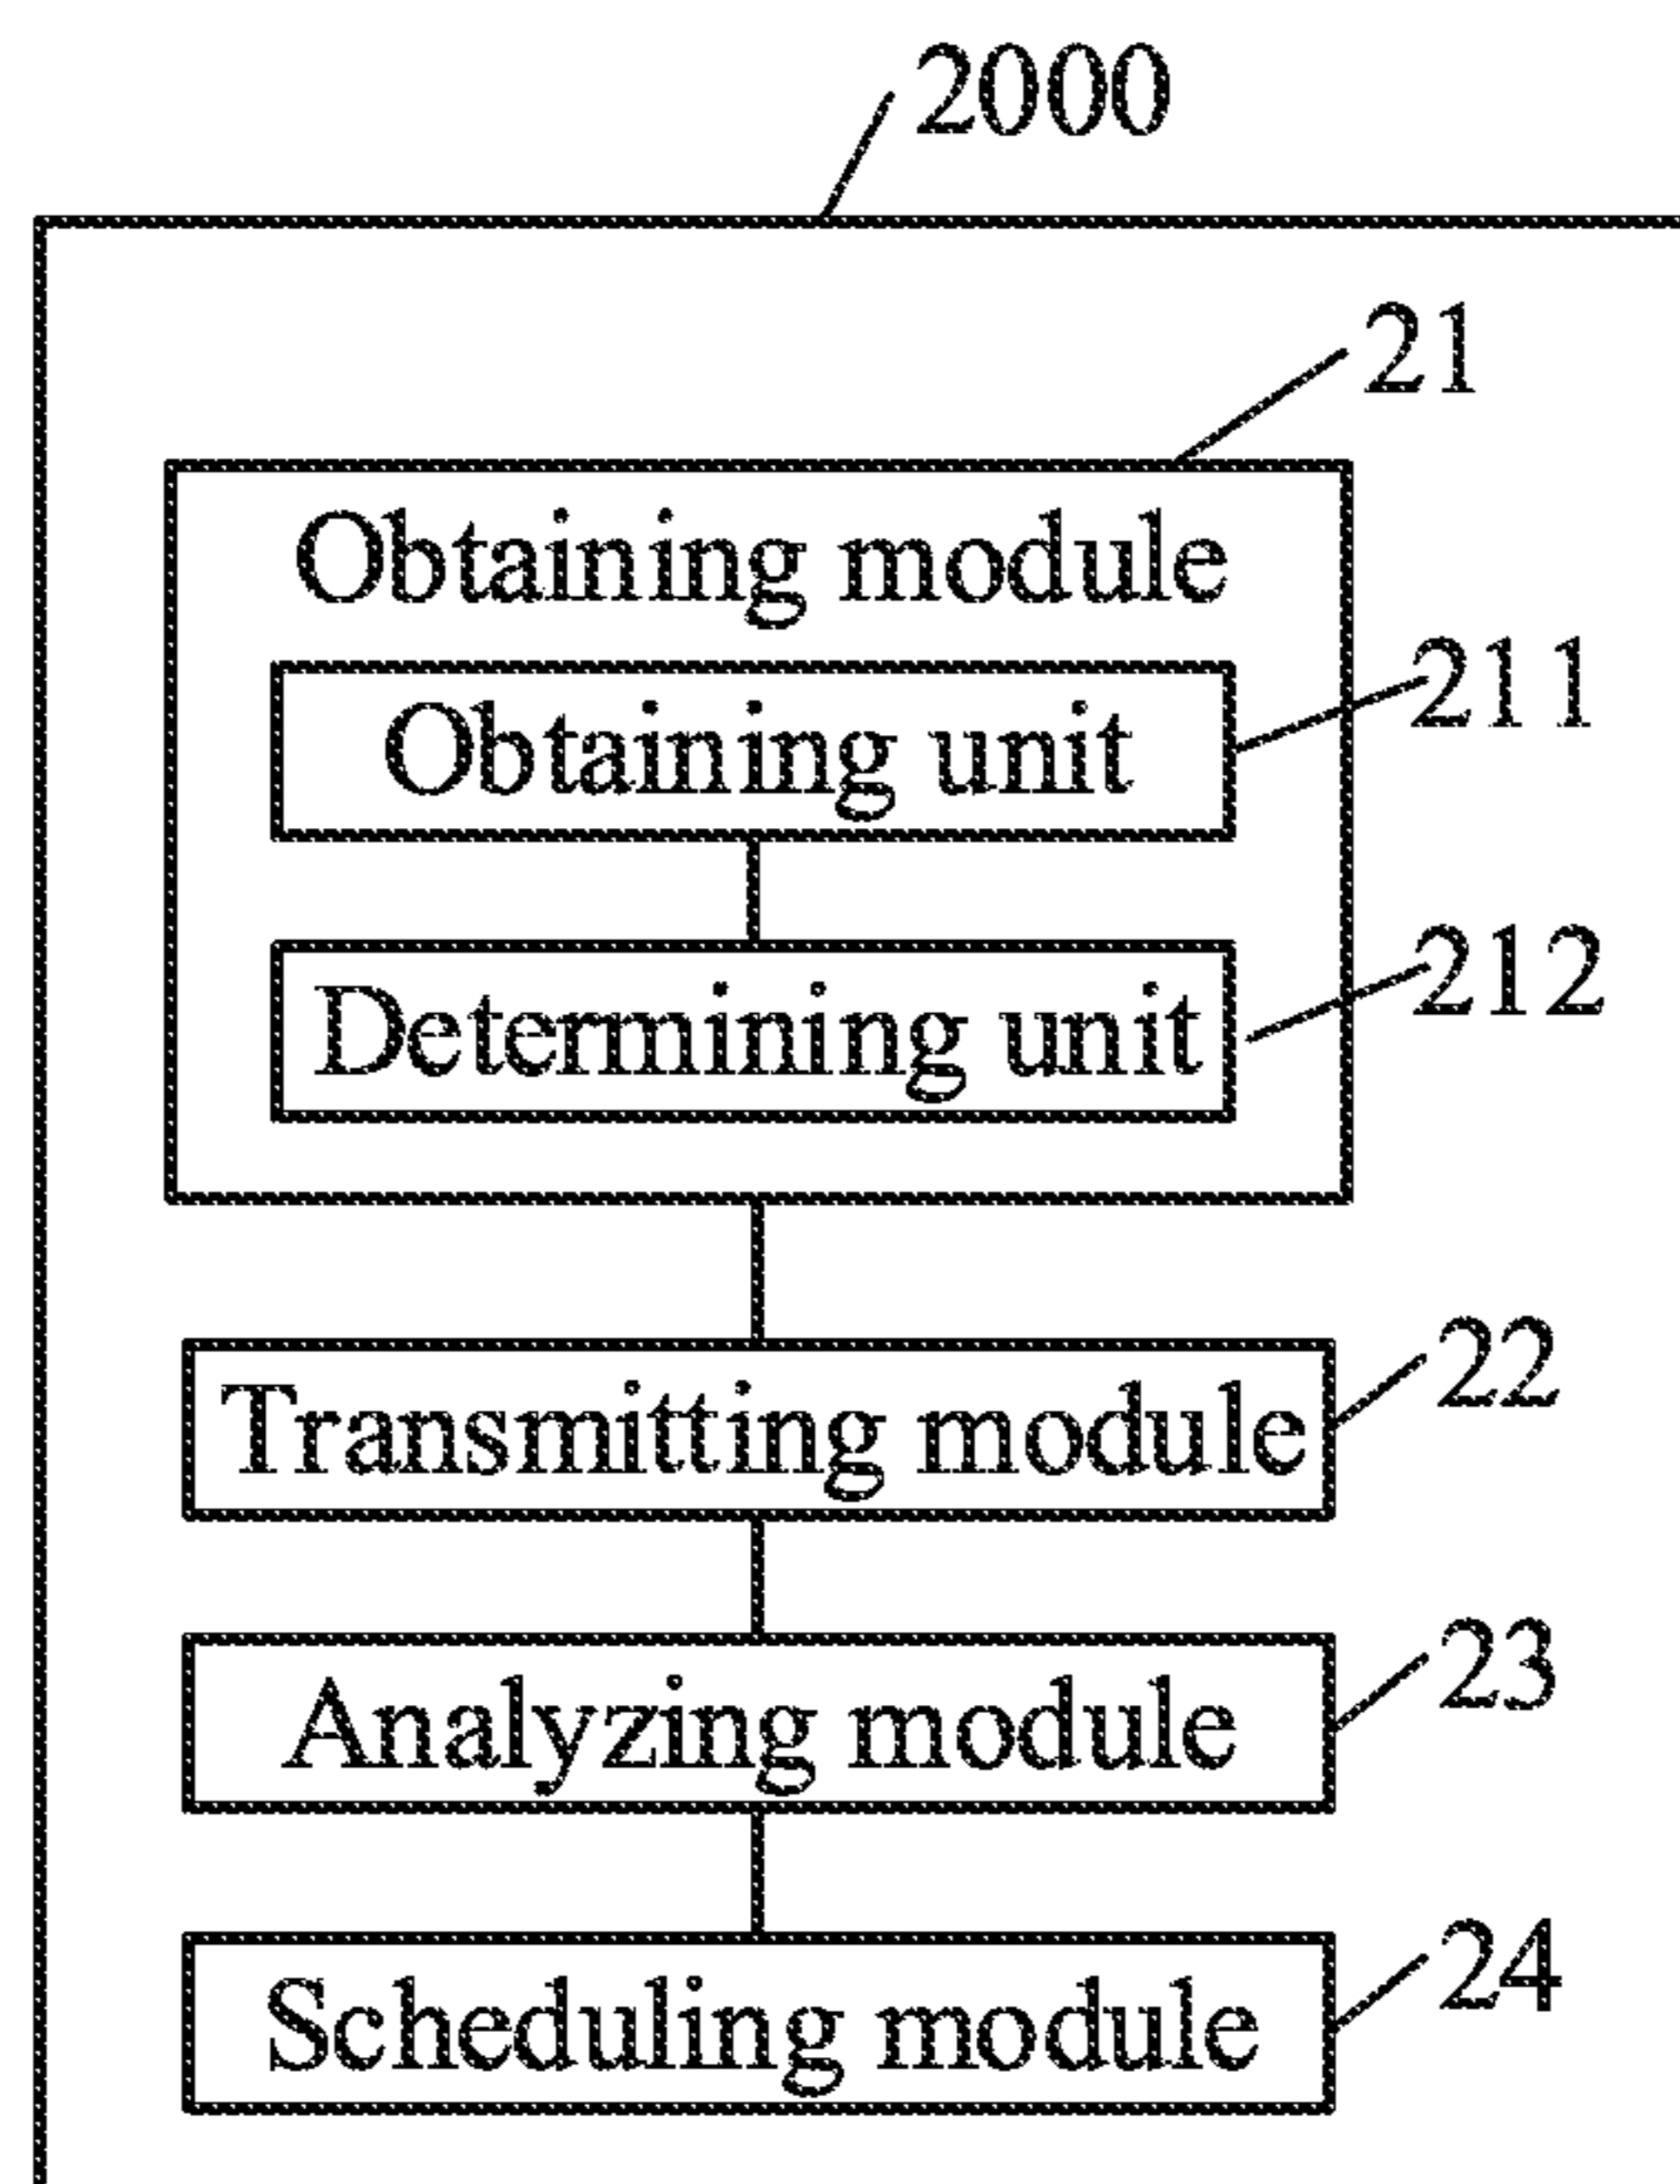 2000
21
Obtaining module
211
Obtaining unit
212
Determining unit
22
Transmitting module
23
Analyzing module
24
Scheduling module